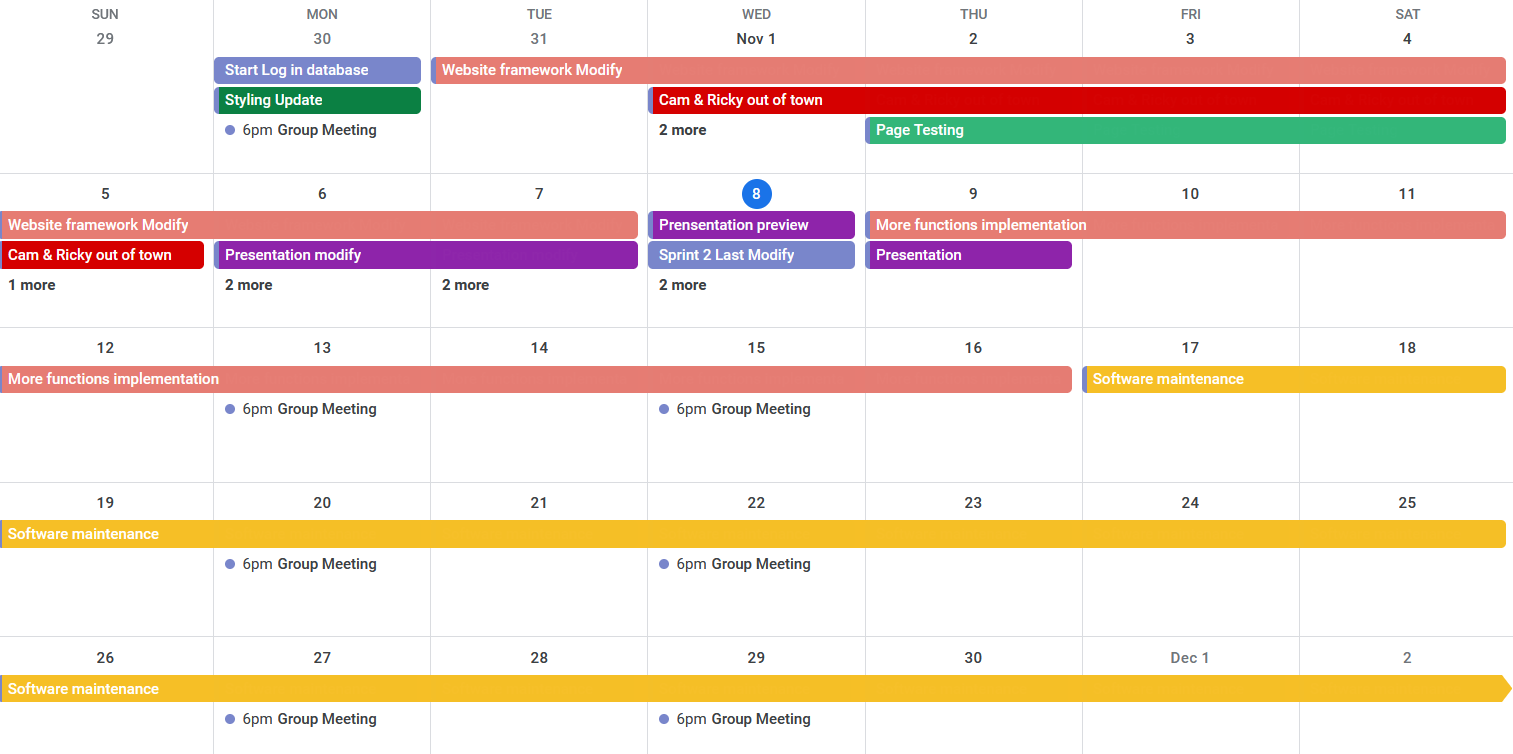 SUN MON TUE WED THU FRI SAT
29 30 31 Nov 1 2 3 4
Start Log in database Website framework Modify
Styling Update Cam & Ricky out of town
6pm Group Meeting 2 more Page Testing
5 6 7 8 9 10 11
Website framework Modify Prensentation preview More functions implementation
Cam & Ricky out of town Presentation modify Sprint 2 Last Modify Presentation
1 more 2 more 2 more 2 more
12 13 14 15 16 17 18
More functions implementation Software maintenance
6pm Group Meeting 6pm Group Meeting
19 20 21 22 23 24 25
Software maintenance
6pm Group Meeting 6pm Group Meeting
26 27 28 29 30 Dec 1 2
Software maintenance
6pm Group Meeting 6pm Group Meeting